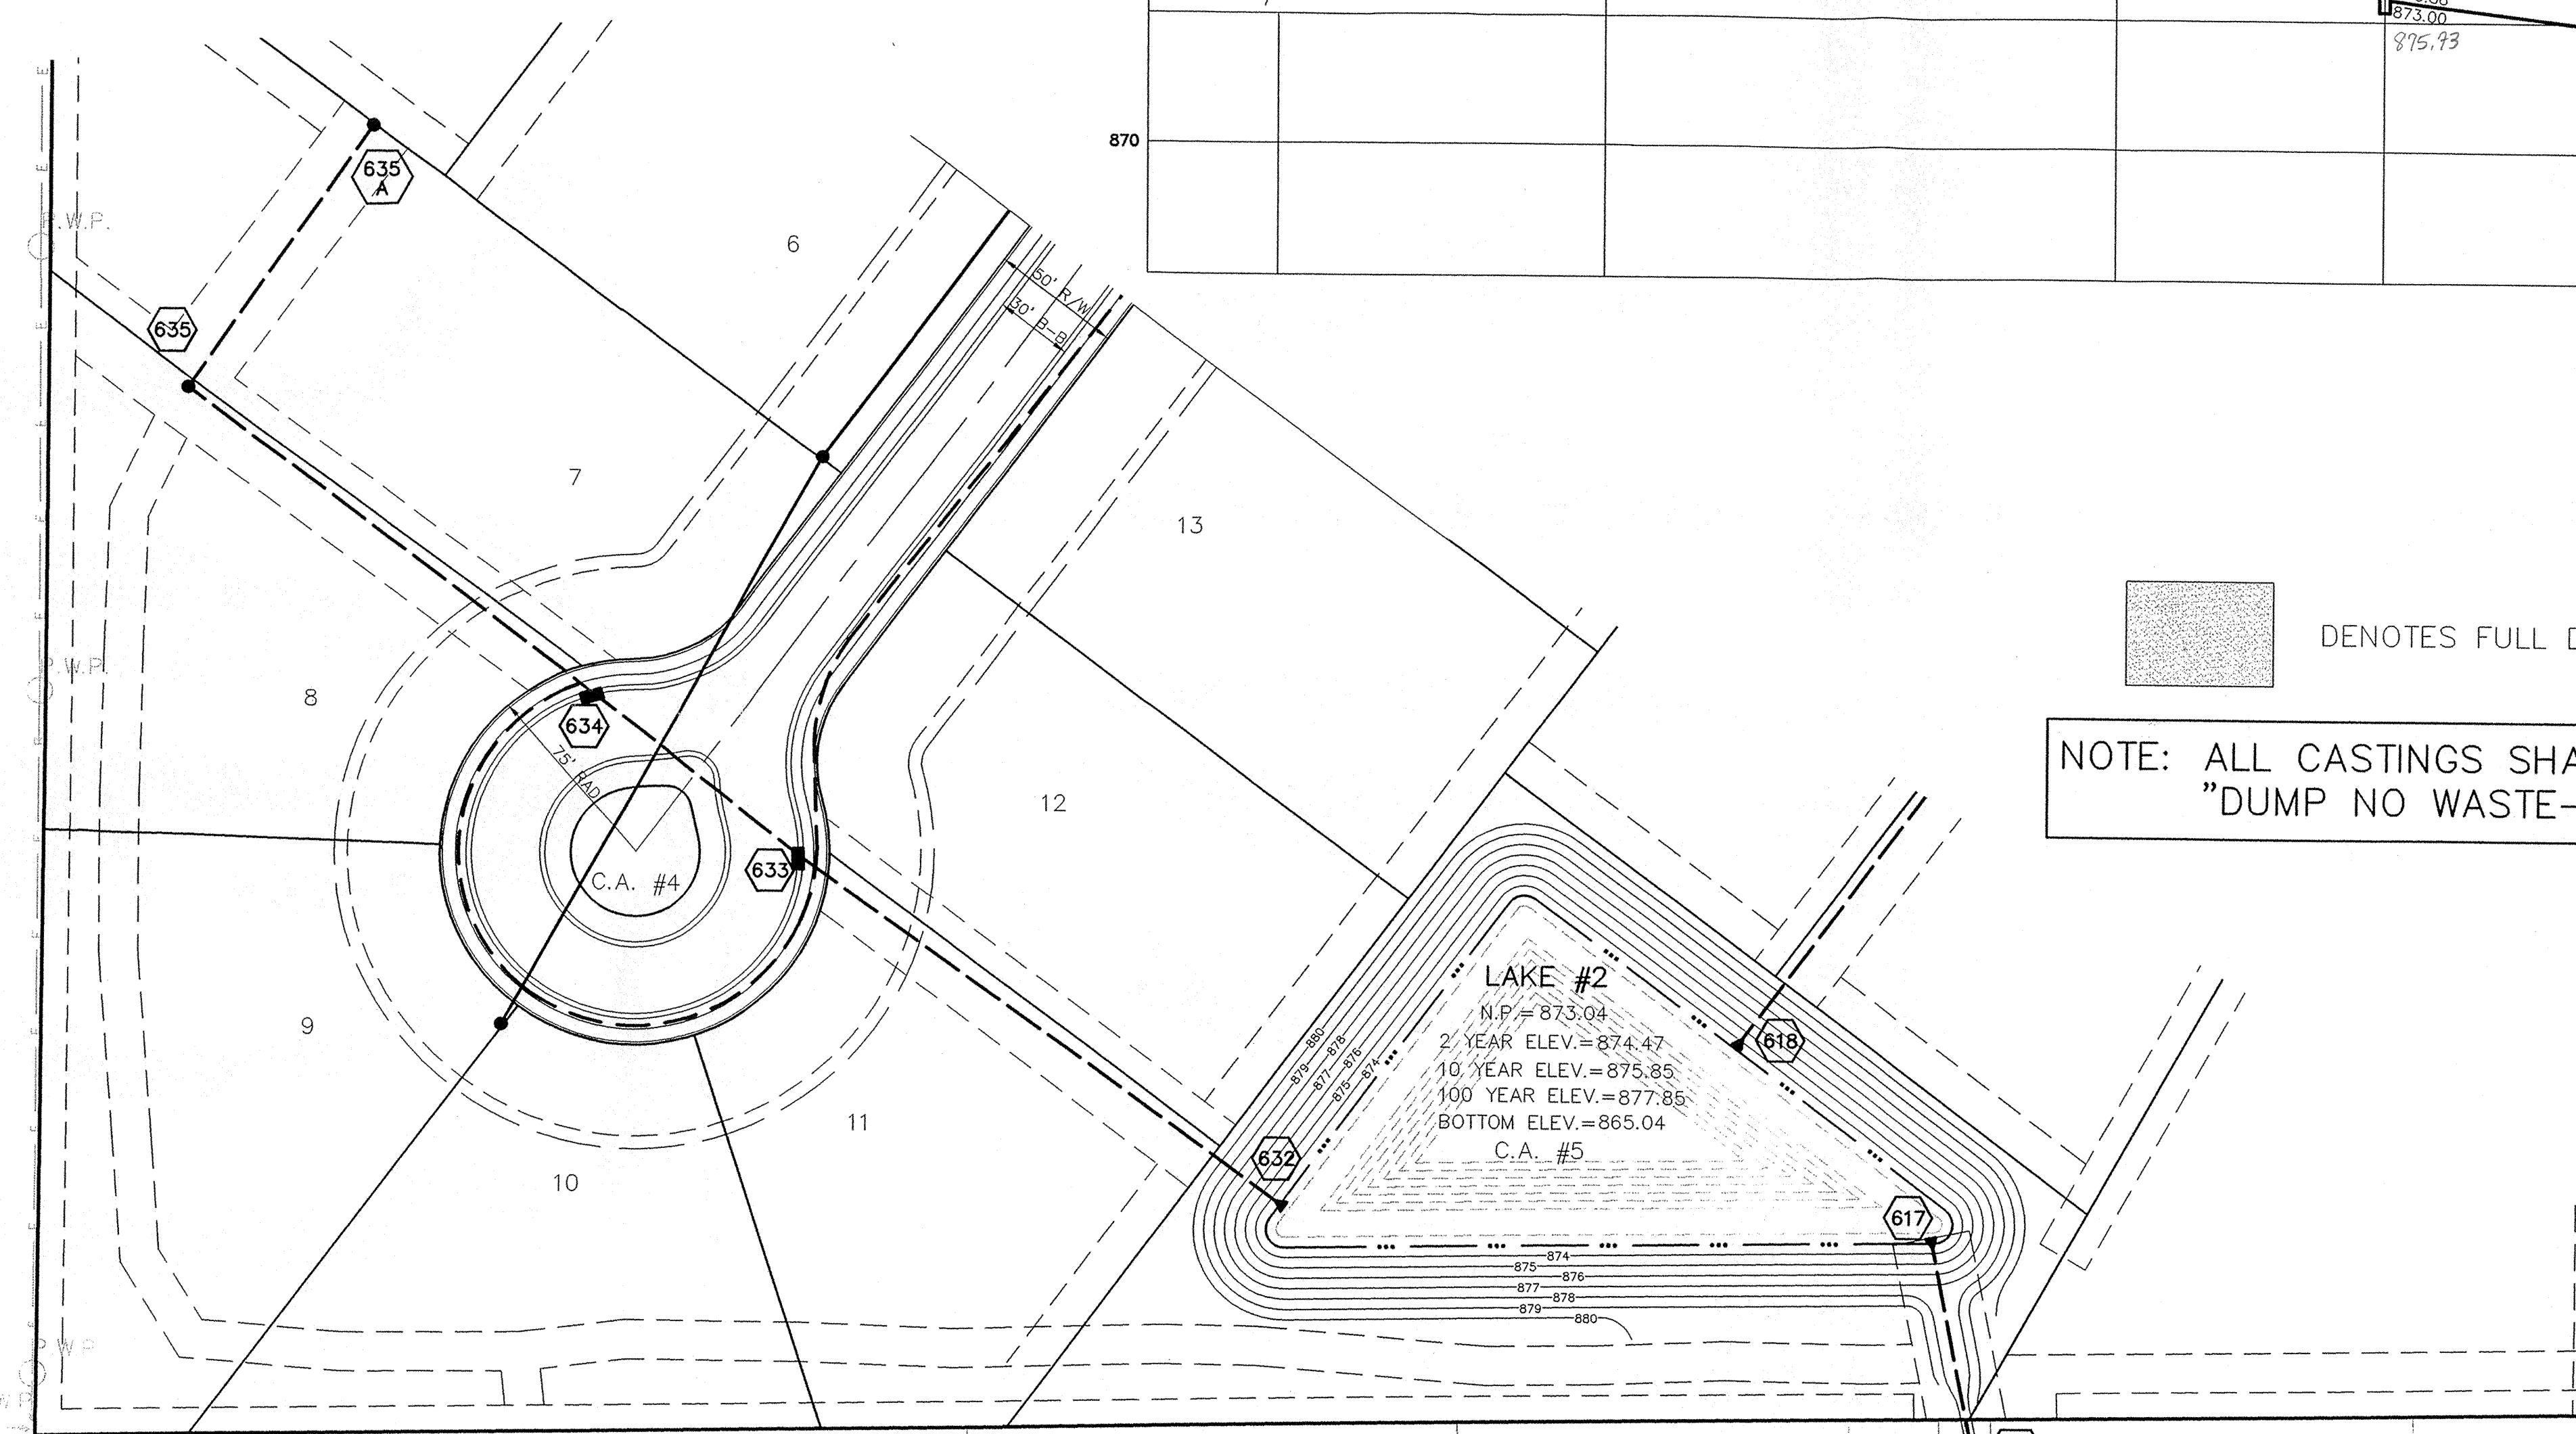 873.00
875.73
870
635
A
P.W.P.
6
50' R/W
30' B-B
635
7
13
DENOTES FULL
P.W.P.
8
634
75' RAD
NOTE: ALL CASTINGS SHA
"DUMP NO WASTE-
12
633
C.A. #4
LAKE #2
N.P.=873.04
2 YEAR ELEV.=874.47
10 YEAR ELEV.=875.85
100 YEAR ELEV.=877.85
BOTTOM ELEV.=865.04
C.A. #5
618
880
879
878
877
876
875
874
9
11
632
10
617
874
875
876
877
878
879
880